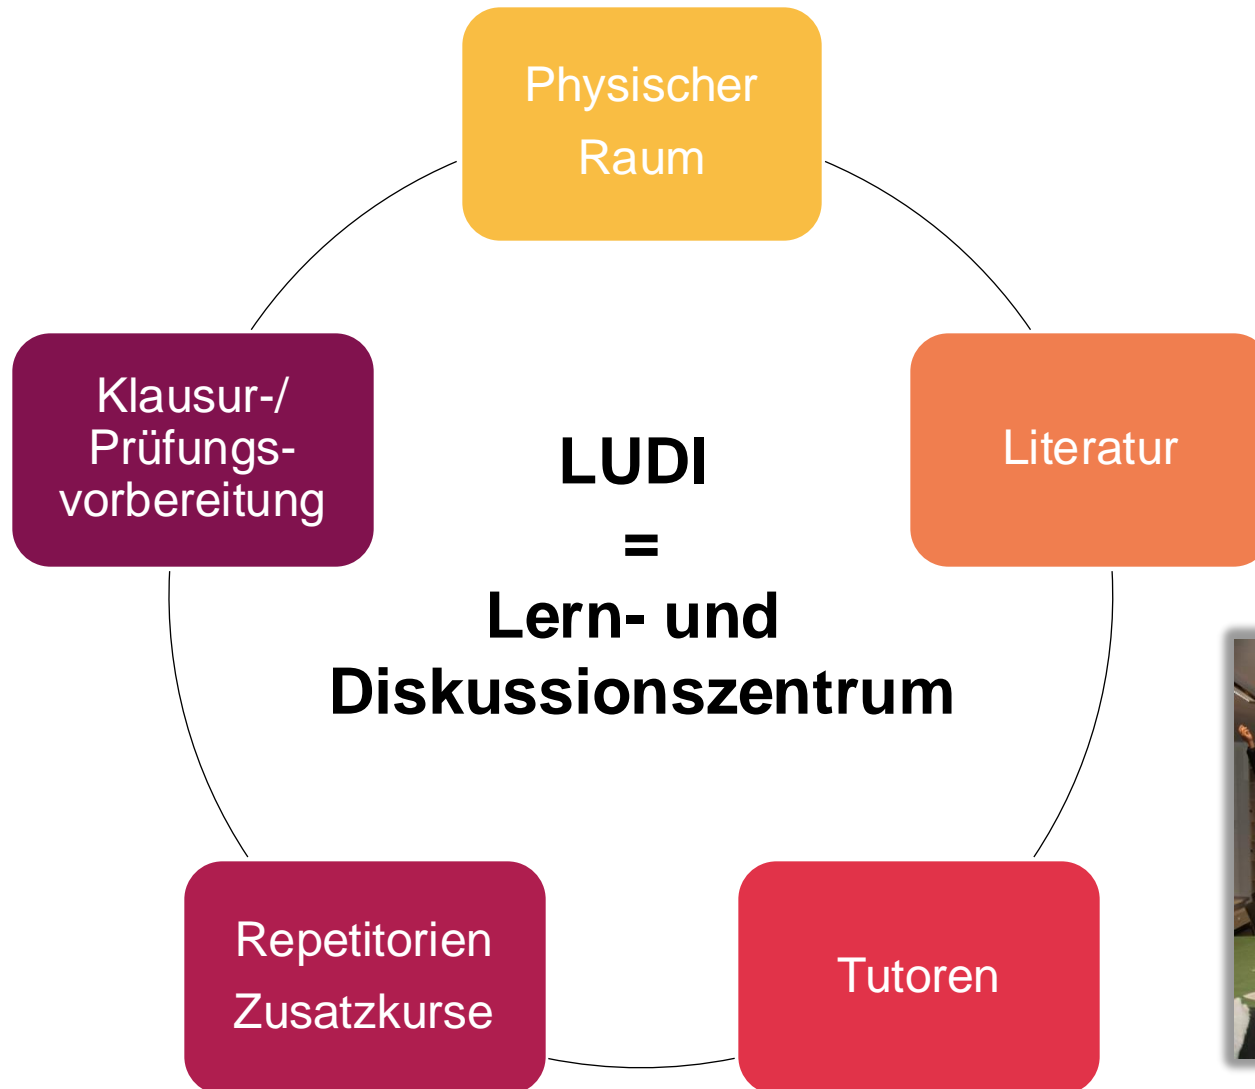 Physischer
Raum
Klausur-/
Prüfungs-
vorbereitung
Literatur
LUDI
=
Lern- und
Diskussionszentrum
Repetitorien
Zusatzkurse
Tutoren